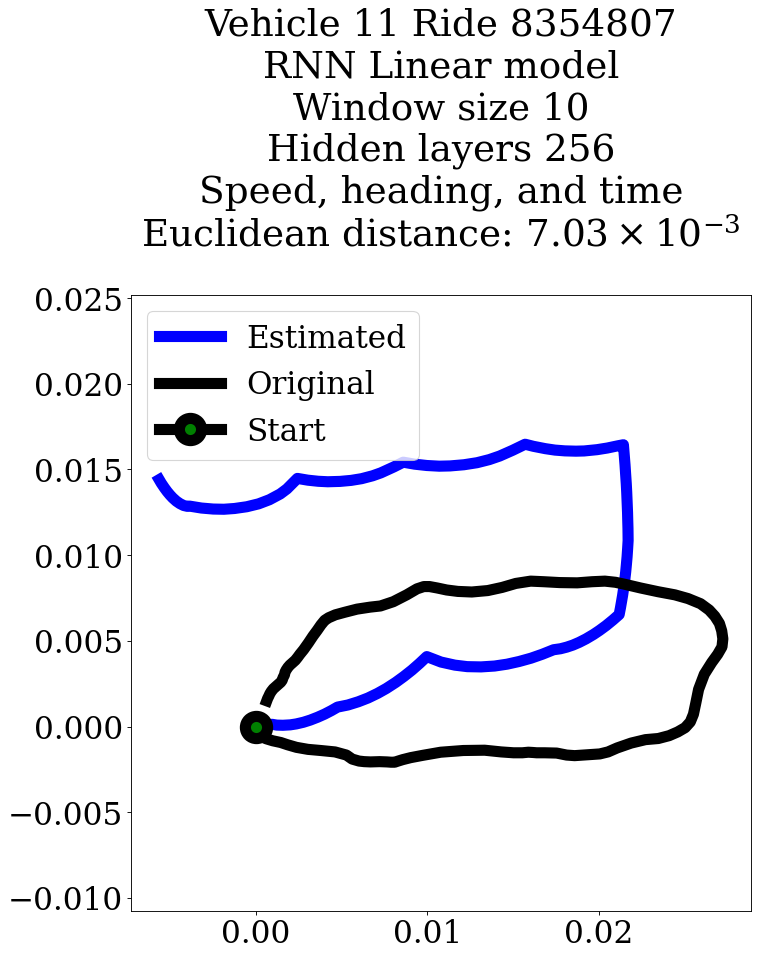 Vehicle 11 Ride 8354807
RNN Linear model
Window size 10
Hidden layers 256
Speed, heading, and time
Euclidean distance: 7.03 × 10⁻³
0.025
0.020
0.015
0.010
0.005
0.000
−0.005
−0.010
Estimated
Original
Start
0.00 0.01 0.02